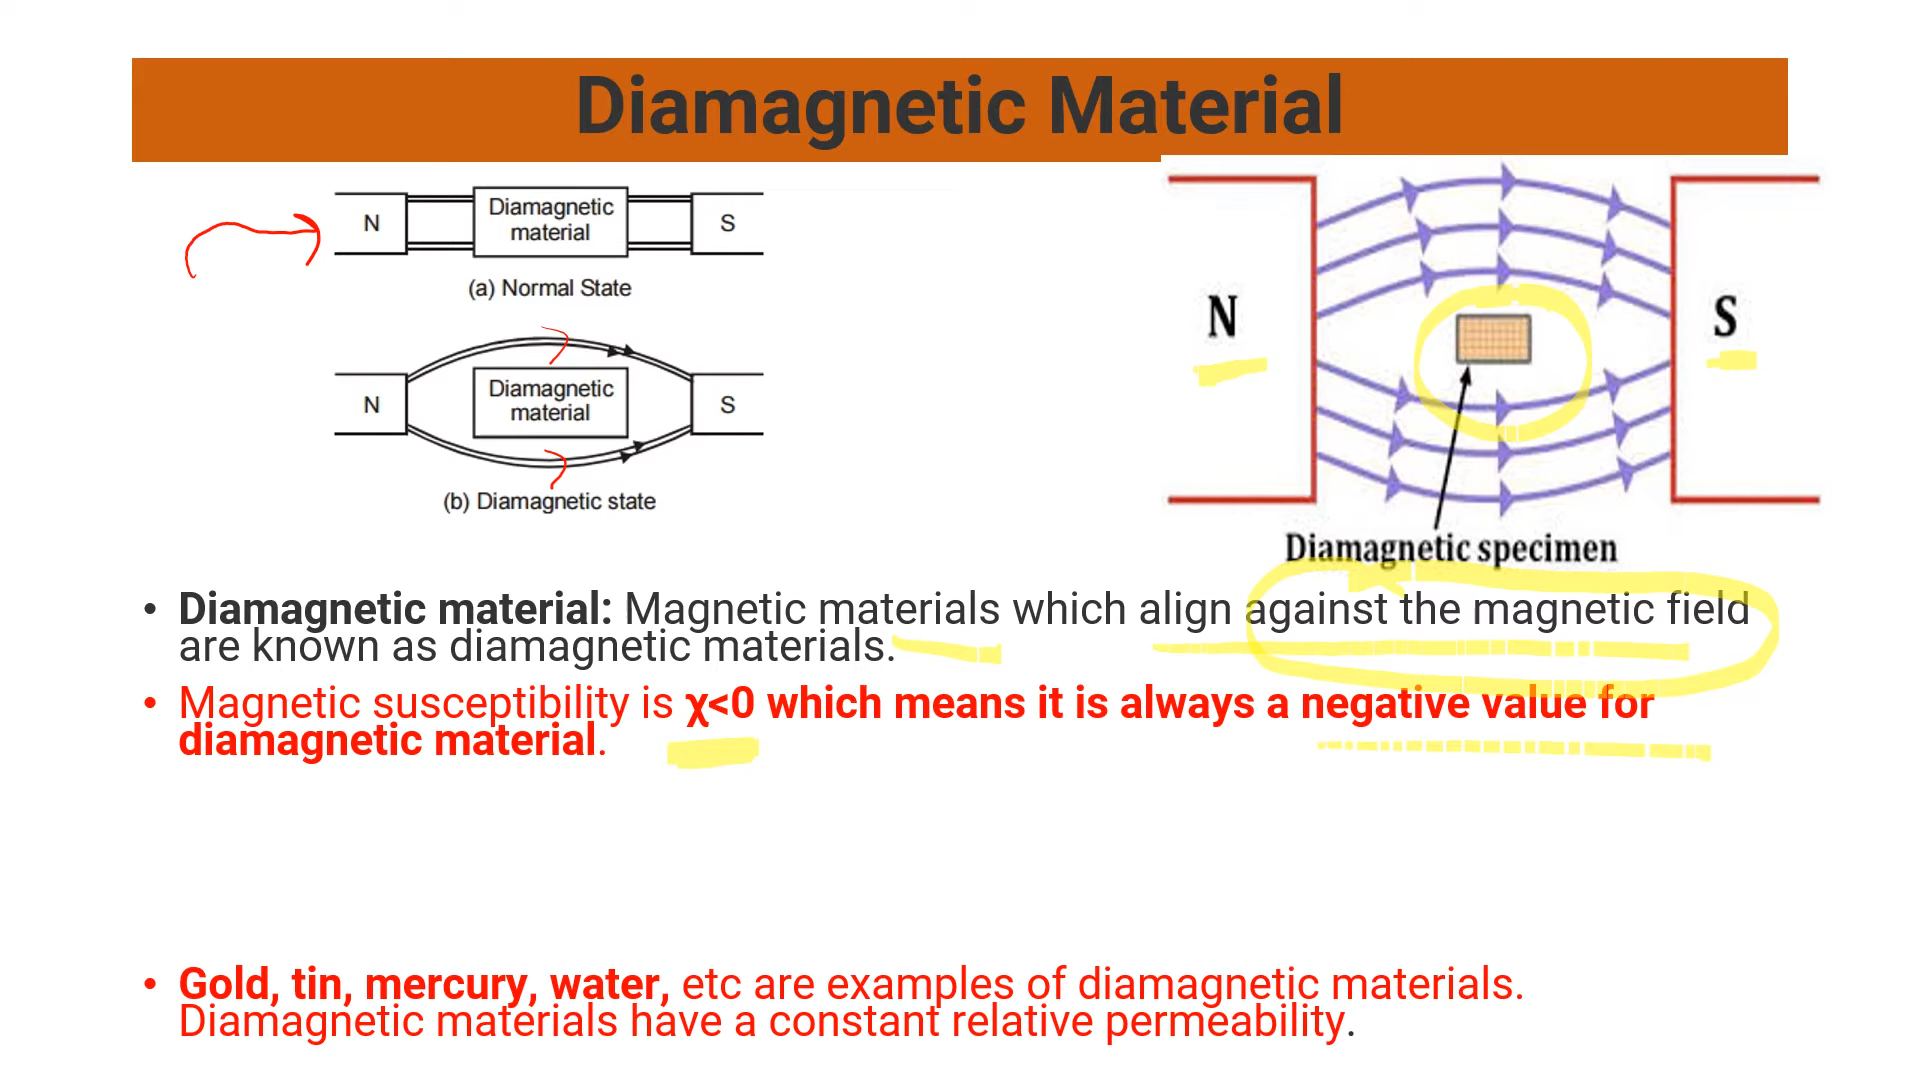 Diamagnetic Material
N
Diamagnetic
material
S
(a) Normal State
N
Diamagnetic
material
S
(b) Diamagnetic state
N
S
Diamagnetic specimen
• Diamagnetic material: Magnetic materials which align against the magnetic field
are known as diamagnetic materials.
• Magnetic susceptibility is χ<0 which means it is always a negative value for
diamagnetic material.
• Gold, tin, mercury, water, etc are examples of diamagnetic materials.
Diamagnetic materials have a constant relative permeability.